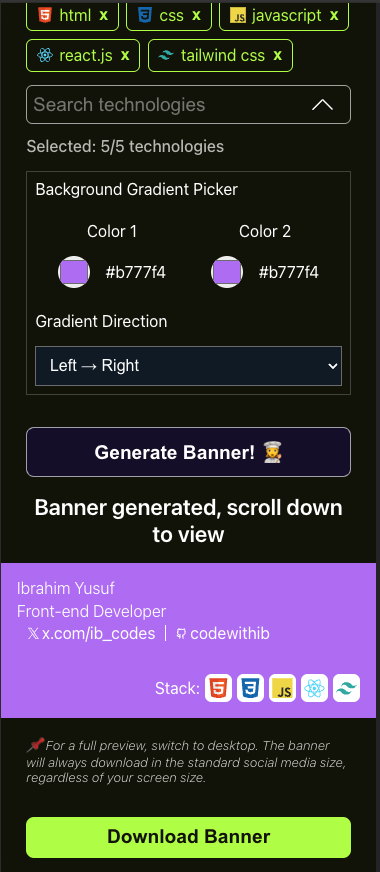 html x css x javascript x
react.js x tailwind css x
Search technologies
Selected: 5/5 technologies
Background Gradient Picker
Color 1 Color 2
#b777f4 #b777f4
Gradient Direction
Left → Right
Generate Banner! 👩‍🍳
Banner generated, scroll down
to view
Ibrahim Yusuf
Front-end Developer
𝕏 x.com/ib_codes | codewithib
Stack: 5 3 JS
📌For a full preview, switch to desktop. The banner
will always download in the standard social media size,
regardless of your screen size.
Download Banner